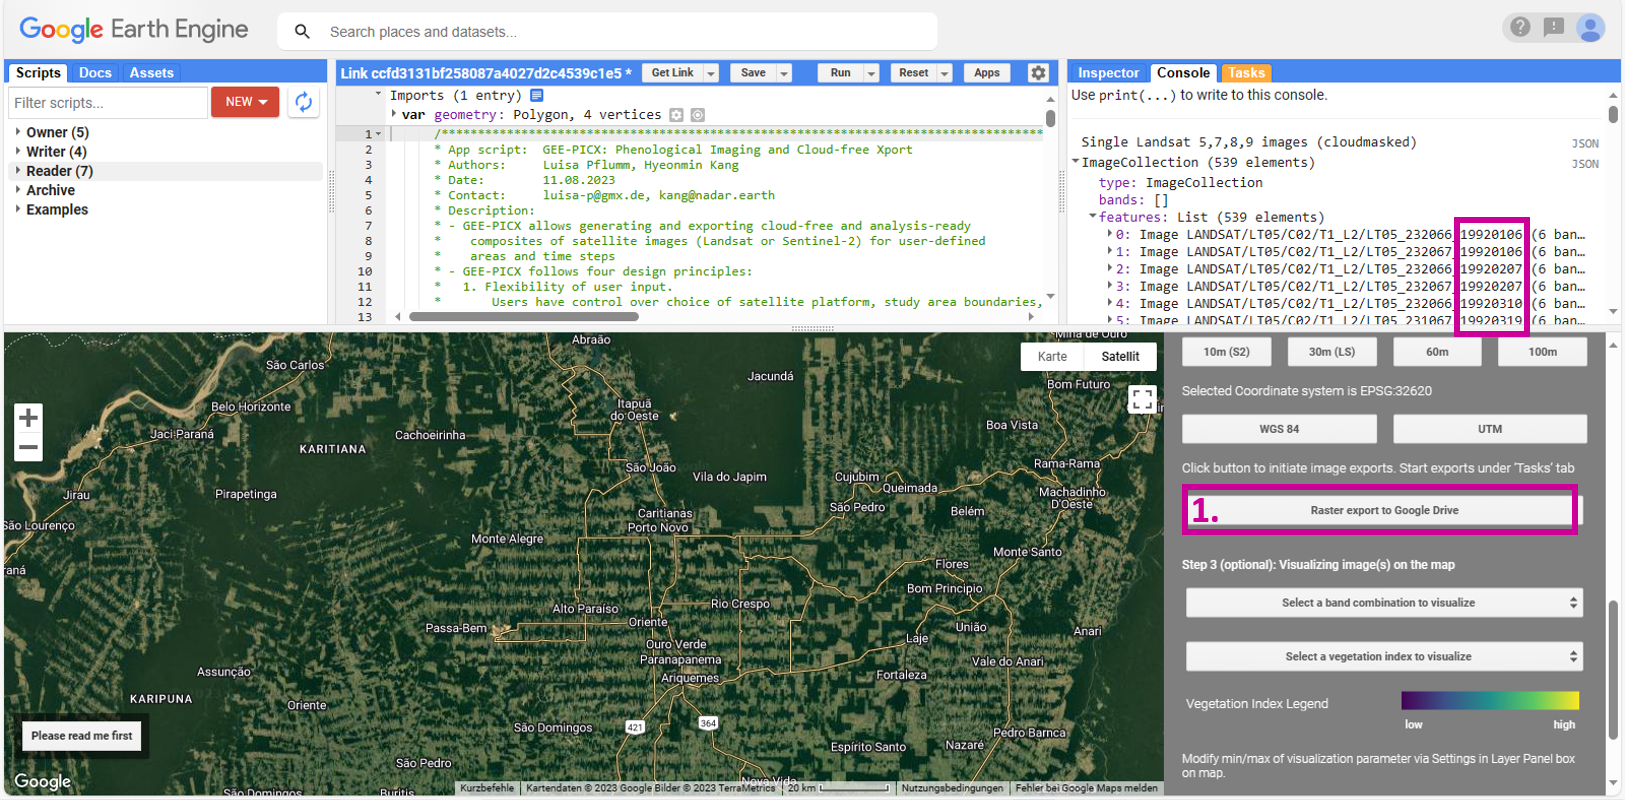 Google Earth Engine
Search places and datasets...
Scripts Docs Assets
Filter scripts...
NEW
Owner (5)
Writer (4)
Reader (7)
Archive
Examples
Link ccfd3131bf258087a4027d2c4539c1e5 *
Get Link Save Run Reset Apps
Imports (1 entry)
var geometry: Polygon, 4 vertices
1 /***********************************************************************************
2 * App script: GEE-PICX: Phenological Imaging and Cloud-free Xport
3 * Authors: Luisa Pflumm, Hyeonmin Kang
4 * Date: 11.08.2023
5 * Contact: luisa-p@gmx.de, kang@nadar.earth
6 * Description:
7 * - GEE-PICX allows generating and exporting cloud-free and analysis-ready
8 * composites of satellite images (Landsat or Sentinel-2) for user-defined
9 * areas and time steps
10 * - GEE-PICX follows four design principles:
11 * 1. Flexibility of user input.
12 * Users have control over choice of satellite platform, study area boundaries,
13
Inspector Console Tasks
Use print(...) to write to this console.
Single Landsat 5,7,8,9 images (cloudmasked)
JSON
ImageCollection (539 elements)
JSON
type: ImageCollection
bands: []
features: List (539 elements)
0: Image LANDSAT/LT05/C02/T1_L2/LT05_232066_19920106 (6 ban…
1: Image LANDSAT/LT05/C02/T1_L2/LT05_232067_19920106 (6 ban…
2: Image LANDSAT/LT05/C02/T1_L2/LT05_232066_19920207 (6 ban…
3: Image LANDSAT/LT05/C02/T1_L2/LT05_232067_19920207 (6 ban…
4: Image LANDSAT/LT05/C02/T1_L2/LT05_232066_19920310 (6 ban…
5: Image LANDSAT/LT05/C02/T1_L2/LT05_231067_19920319 (6 ban…
Karte Satellit
Abraão
Minha de Ouro
São Carlos
Jacundá
Bom Futuro
Belo Horizonte
Itapuã
do Oeste
Jaci Paraná
Cachoeirinha
Boa Vista
KARITIANA
São João
Rama-Rama
Vila do Japim
Cujubim
Queimada
Jirau
Pirapetinga
Machadinho
D'Oeste
São Pedro
Belém
São Lourenço
Caritianas
Porto Novo
Monte Alegre
Monte Santo
raná
Flores
Bom Principio
Alto Paraíso
Rio Crespo
Passa-Bem
Oriente
União
Anari
Laje
Ouro Verde
Paranapanema
Vale do Anari
Assunção
Ariquemes
Fortaleza
KARIPUNA
Oriente
São Domingos
421
364
Pedro Barnca
Espírito Santo
Nazaré
São Pedro
Nova Vida
São Domingos
Buritis
Please read me first
Google
Kurzbefehle
Kartendaten © 2023 Google Bilder © 2023 TerraMetrics
20 km
Nutzungsbedingungen
Fehler bei Google Maps melden
10m (S2) 30m (LS) 60m 100m
Selected Coordinate system is EPSG:32620
WGS 84 UTM
Click button to initiate image exports. Start exports under 'Tasks' tab
1. Raster export to Google Drive
Step 3 (optional): Visualizing image(s) on the map
Select a band combination to visualize
Select a vegetation index to visualize
Vegetation Index Legend
low high
Modify min/max of visualization parameter via Settings in Layer Panel box
on map.